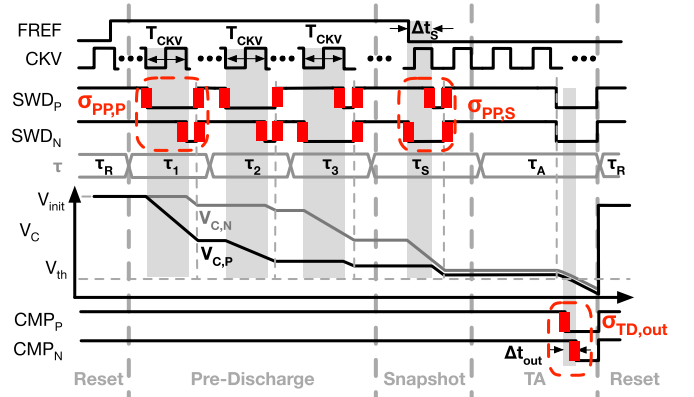 FREF
T_CKV T_CKV T_CKV Δt_S
CKV
SWD_P
σ_PP,P σ_PP,S
SWD_N
τ τ_R τ_1 τ_2 τ_3 τ_S τ_A τ_R
V_init
V_C V_C,N
V_C,P
V_th
CMP_P
σ_TD,out
CMP_N Δt_out
Reset Pre-Discharge Snapshot TA Reset